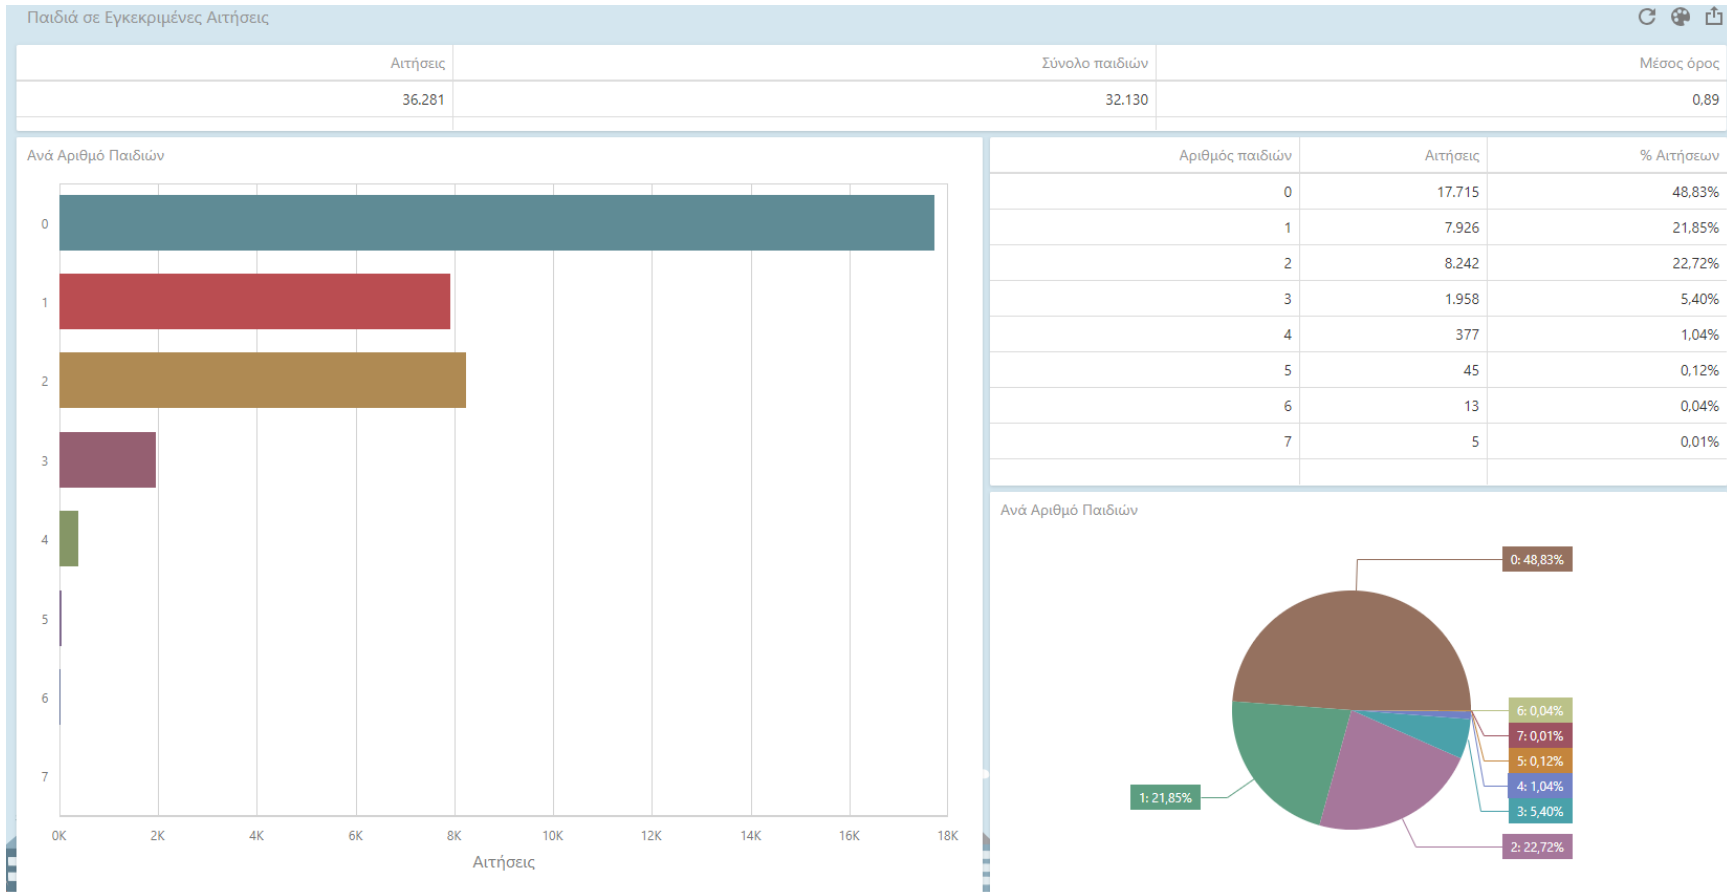 Παιδιά σε Εγκεκριμένες Αιτήσεις
Αιτήσεις Σύνολο παιδιών Μέσος όρος
36.281 32.130 0,89
Ανά Αριθμό Παιδιών
0
1
2
3
4
5
6
7
0K 2K 4K 6K 8K 10K 12K 14K 16K 18K
Αιτήσεις
Αριθμός παιδιών Αιτήσεις % Αιτήσεων
0 17.715 48,83%
1 7.926 21,85%
2 8.242 22,72%
3 1.958 5,40%
4 377 1,04%
5 45 0,12%
6 13 0,04%
7 5 0,01%
Ανά Αριθμό Παιδιών
0: 48,83%
6: 0,04%
7: 0,01%
5: 0,12%
4: 1,04%
3: 5,40%
1: 21,85%
2: 22,72%